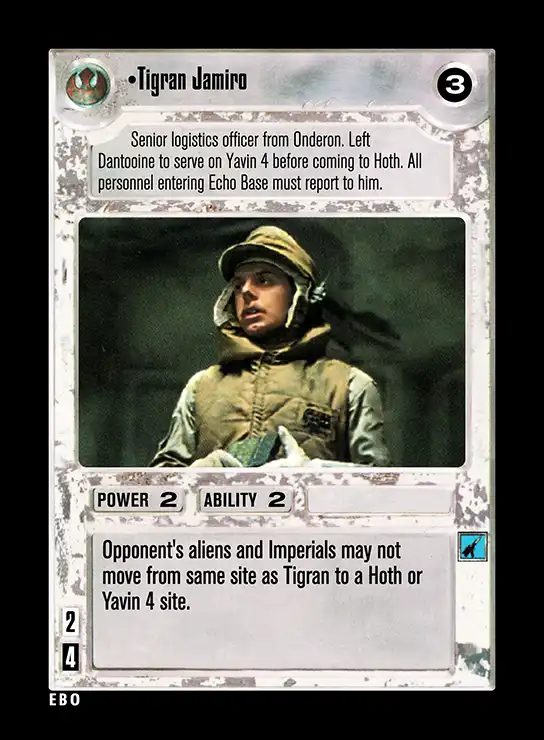 •Tigran Jamiro
3
Senior logistics officer from Onderon. Left
Dantooine to serve on Yavin 4 before coming to Hoth. All
personnel entering Echo Base must report to him.
POWER 2 ABILITY 2
Opponent's aliens and Imperials may not
move from same site as Tigran to a Hoth or
Yavin 4 site.
2
4
EBO